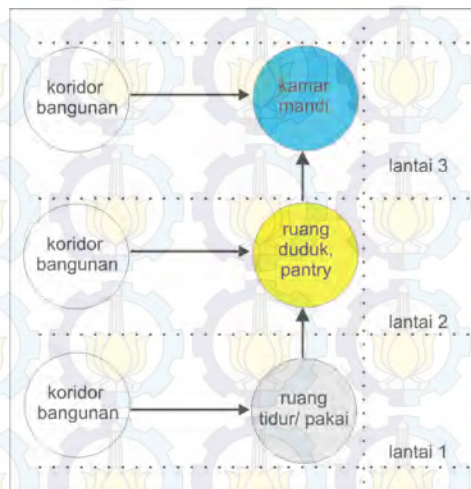 koridor
bangunan
kamar
mandi
lantai 3
koridor
bangunan
ruang
duduk,
pantry
lantai 2
koridor
bangunan
ruang
tidur/ pakai
lantai 1